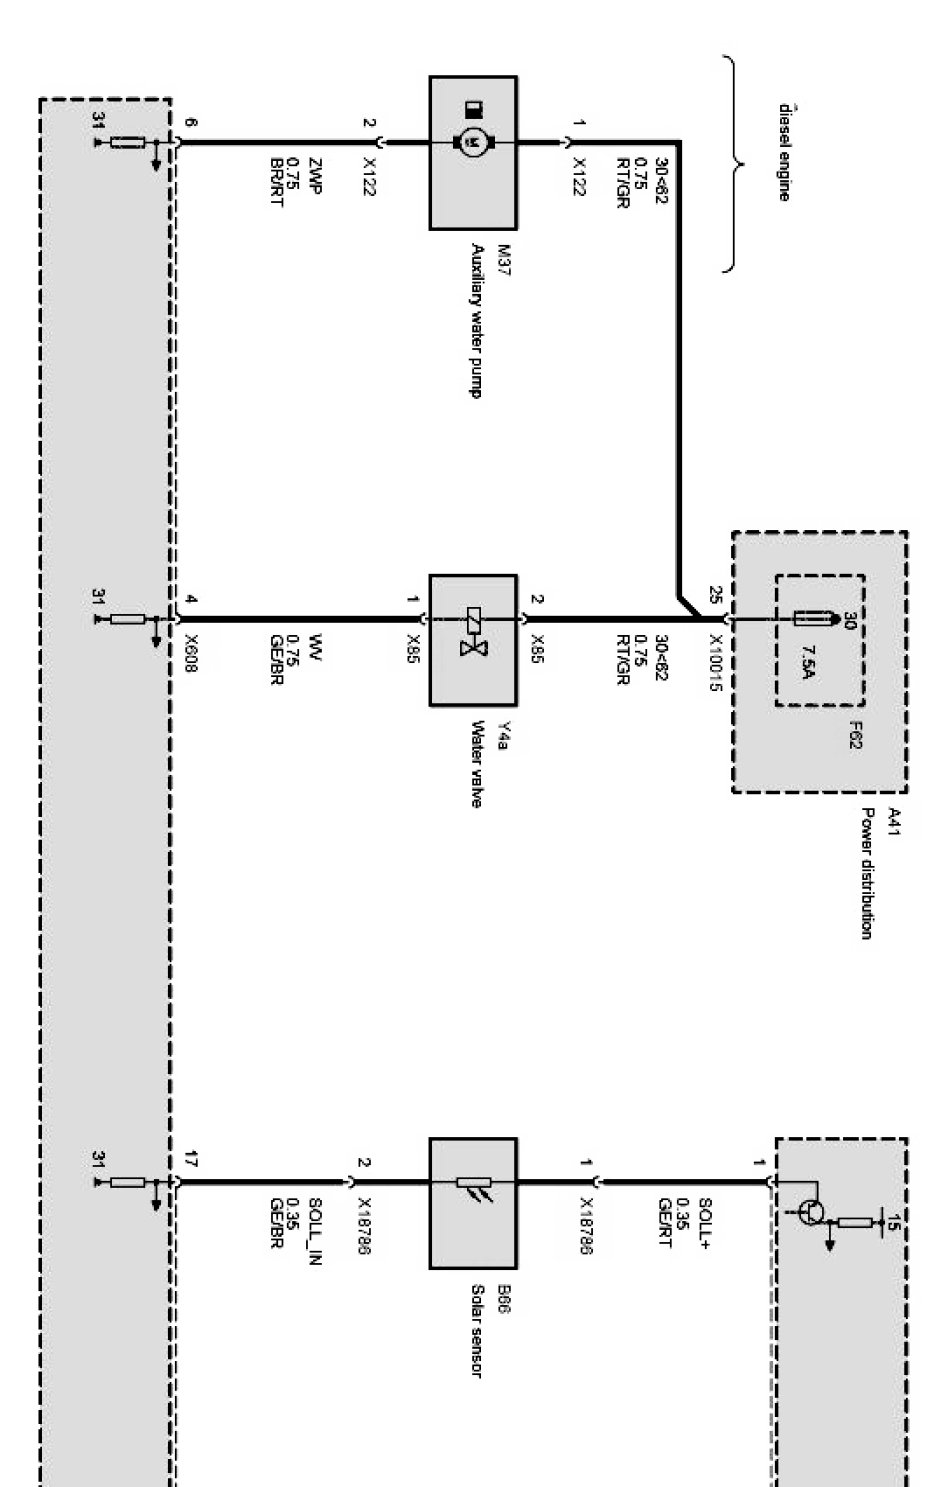 diesel engine
A41
Power distribution
F62
30
7.5A
25
X10015
30<62
0.75
RT/GR
30<62
0.75
RT/GR
1
X122
2
X85
M37
Auxiliary water pump
Y4a
Water valve
2
X122
1
X85
ZWP
0.75
BR/RT
WV
0.75
GE/BR
6
4
X608
31
31
15
1
SOLL+
0.35
GE/RT
1
X18786
B66
Solar sensor
2
X18786
SOLL_IN
0.35
GE/BR
17
31
M